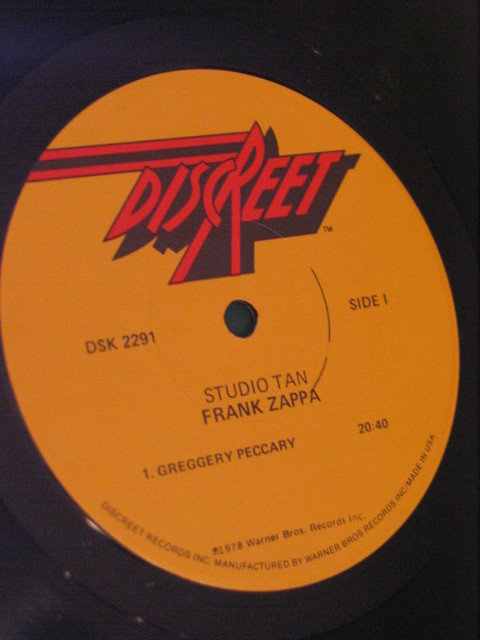 DISCREET
TM
SIDE I
DSK 2291
STUDIO TAN
FRANK ZAPPA
1. GREGGERY PECCARY 20:40
℗1978 Warner Bros. Records Inc.
DISCREET RECORDS INC. MANUFACTURED BY WARNER BROS RECORDS INC·MADE IN USA